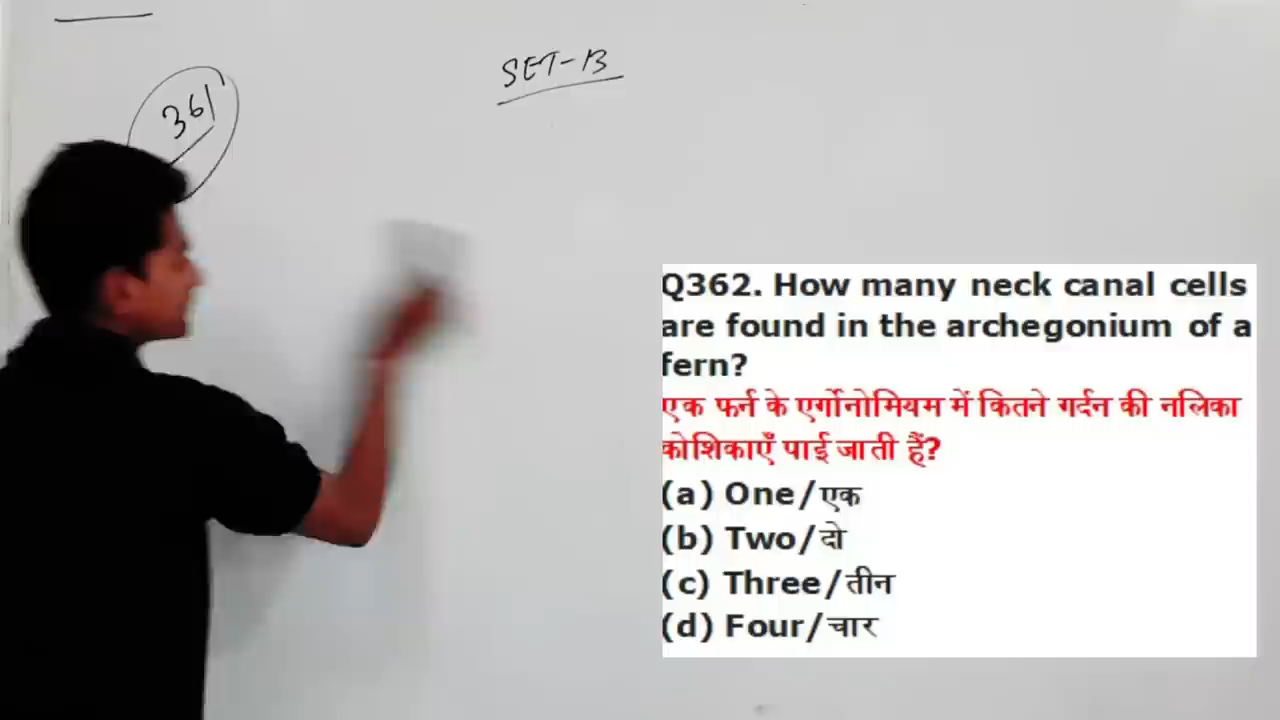 SET-B
361
Q362. How many neck canal cells
are found in the archegonium of a
fern?
एक फर्न के एर्गोनोमियम में कितने गर्दन की नलिका
कोशिकाएँ पाई जाती हैं?
(a) One/एक
(b) Two/दो
(c) Three/तीन
(d) Four/चार